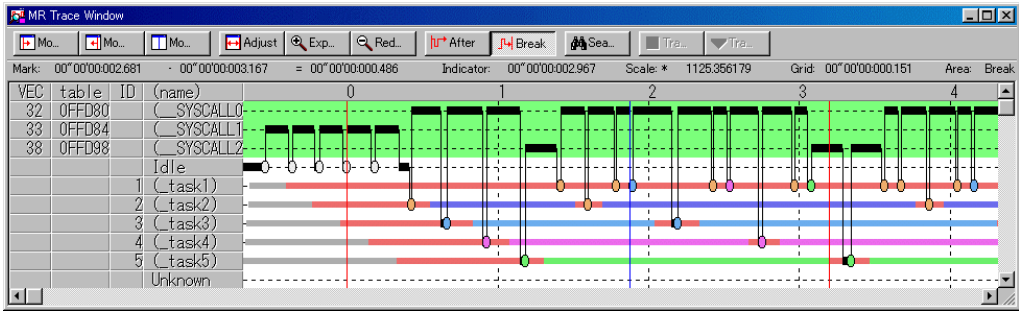 MR Trace Window
Mo... Mo... Mo... Adjust Exp... Red... After Break Sea... Tra... Tra...
Mark: 00"00'00:002.681 - 00"00'00:003.167 = 00"00'00:000.486 Indicator: 00"00'00:002.967 Scale: * 1125.356179 Grid: 00"00'00:000.151 Area: Break
VEC table ID (name) 0 1 2 3 4
32 0FFD80 (__SYSCALL0
33 0FFD84 (__SYSCALL1
38 0FFD98 (__SYSCALL2
Idle
1 (_task1)
2 (_task2)
3 (_task3)
4 (_task4)
5 (_task5)
Unknown